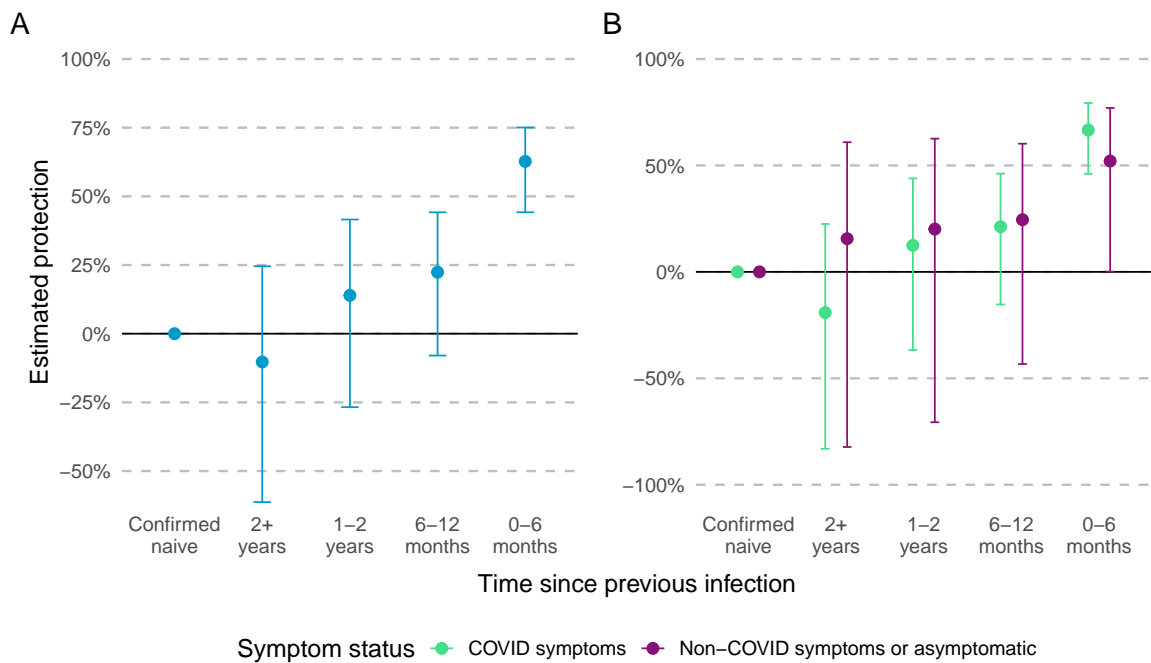 A
100%
75%
50%
25%
0%
−25%
−50%
Estimated protection
Confirmed naive
2+ years
1−2 years
6−12 months
0−6 months
B
100%
50%
0%
−50%
−100%
Confirmed naive
2+ years
1−2 years
6−12 months
0−6 months
Time since previous infection
Symptom status COVID symptoms Non−COVID symptoms or asymptomatic